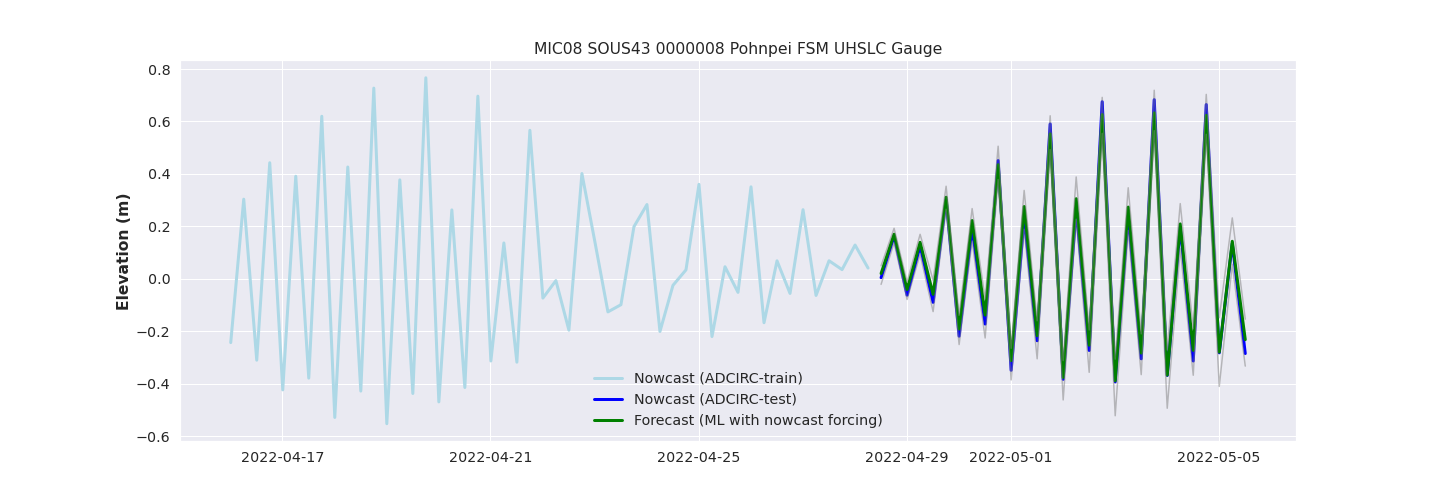 MIC08 SOUS43 0000008 Pohnpei FSM UHSLC Gauge
Elevation (m)
0.8
0.6
0.4
0.2
0.0
−0.2
−0.4
−0.6
Nowcast (ADCIRC-train)
Nowcast (ADCIRC-test)
Forecast (ML with nowcast forcing)
2022-04-17 2022-04-21 2022-04-25 2022-04-29 2022-05-01 2022-05-05